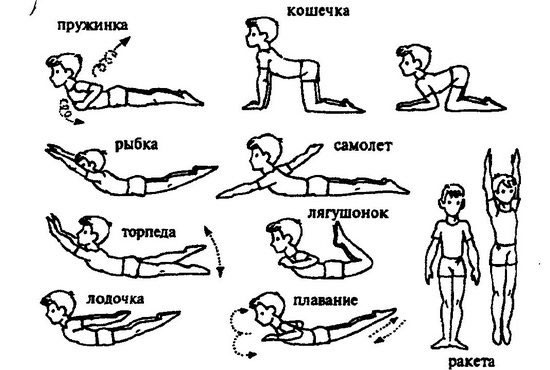 пружинка
кошечка
рыбка
самолет
торпеда
лягушонок
лодочка
плавание
ракета